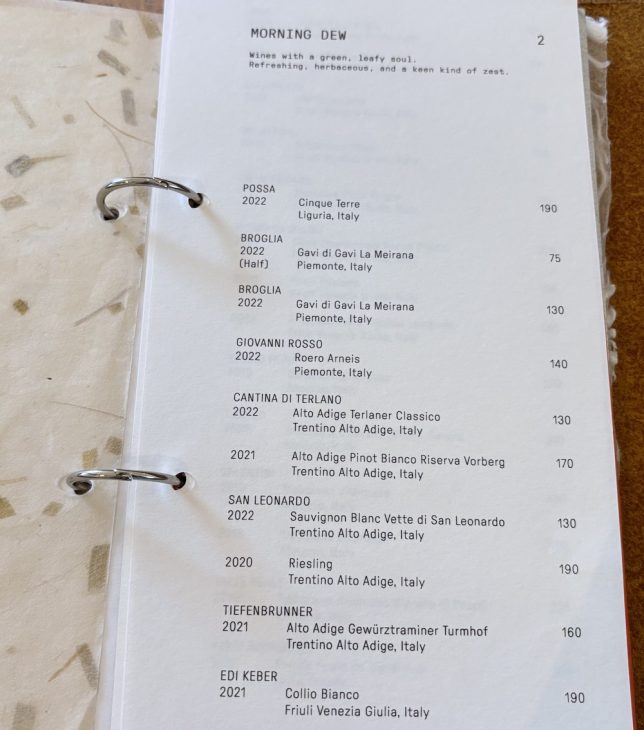 MORNING DEW
2
Wines with a green, leafy soul.
Refreshing, herbaceous, and a keen kind of zest.
POSSA
2022 Cinque Terre
Liguria, Italy 190
BROGLIA
2022 Gavi di Gavi La Meirana
(Half) Piemonte, Italy 75
BROGLIA
2022 Gavi di Gavi La Meirana
Piemonte, Italy 130
GIOVANNI ROSSO
2022 Roero Arneis
Piemonte, Italy 140
CANTINA DI TERLANO
2022 Alto Adige Terlaner Classico
Trentino Alto Adige, Italy 130
2021 Alto Adige Pinot Bianco Riserva Vorberg
Trentino Alto Adige, Italy 170
SAN LEONARDO
2022 Sauvignon Blanc Vette di San Leonardo
Trentino Alto Adige, Italy 130
2020 Riesling
Trentino Alto Adige, Italy 190
TIEFENBRUNNER
2021 Alto Adige Gewürztraminer Turmhof
Trentino Alto Adige, Italy 160
EDI KEBER
2021 Collio Bianco
Friuli Venezia Giulia, Italy 190